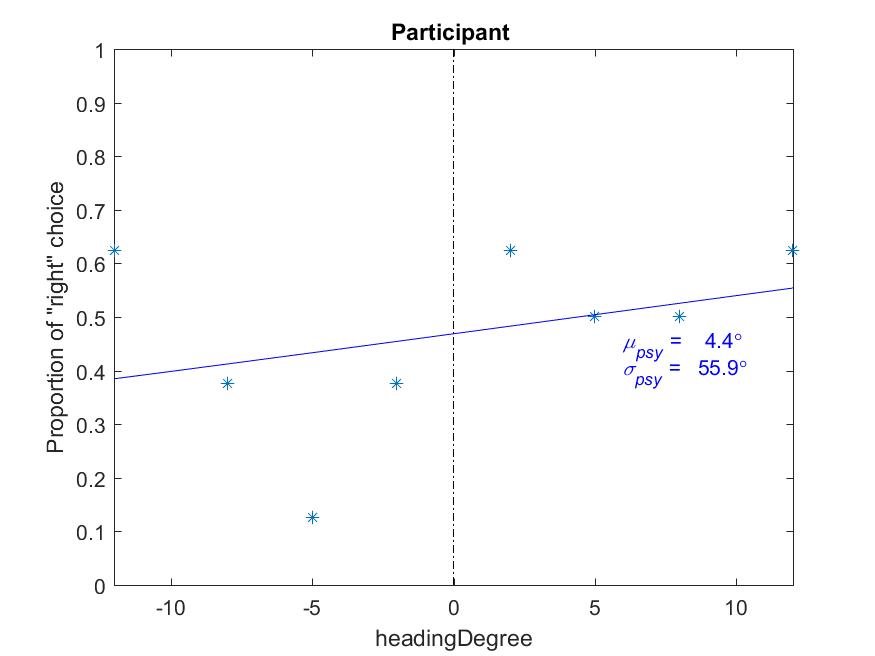 Participant
Proportion of "right" choice
1
0.9
0.8
0.7
0.6
0.5
0.4
0.3
0.2
0.1
0
μpsy = 4.4°
σpsy = 55.9°
-10 -5 0 5 10
headingDegree